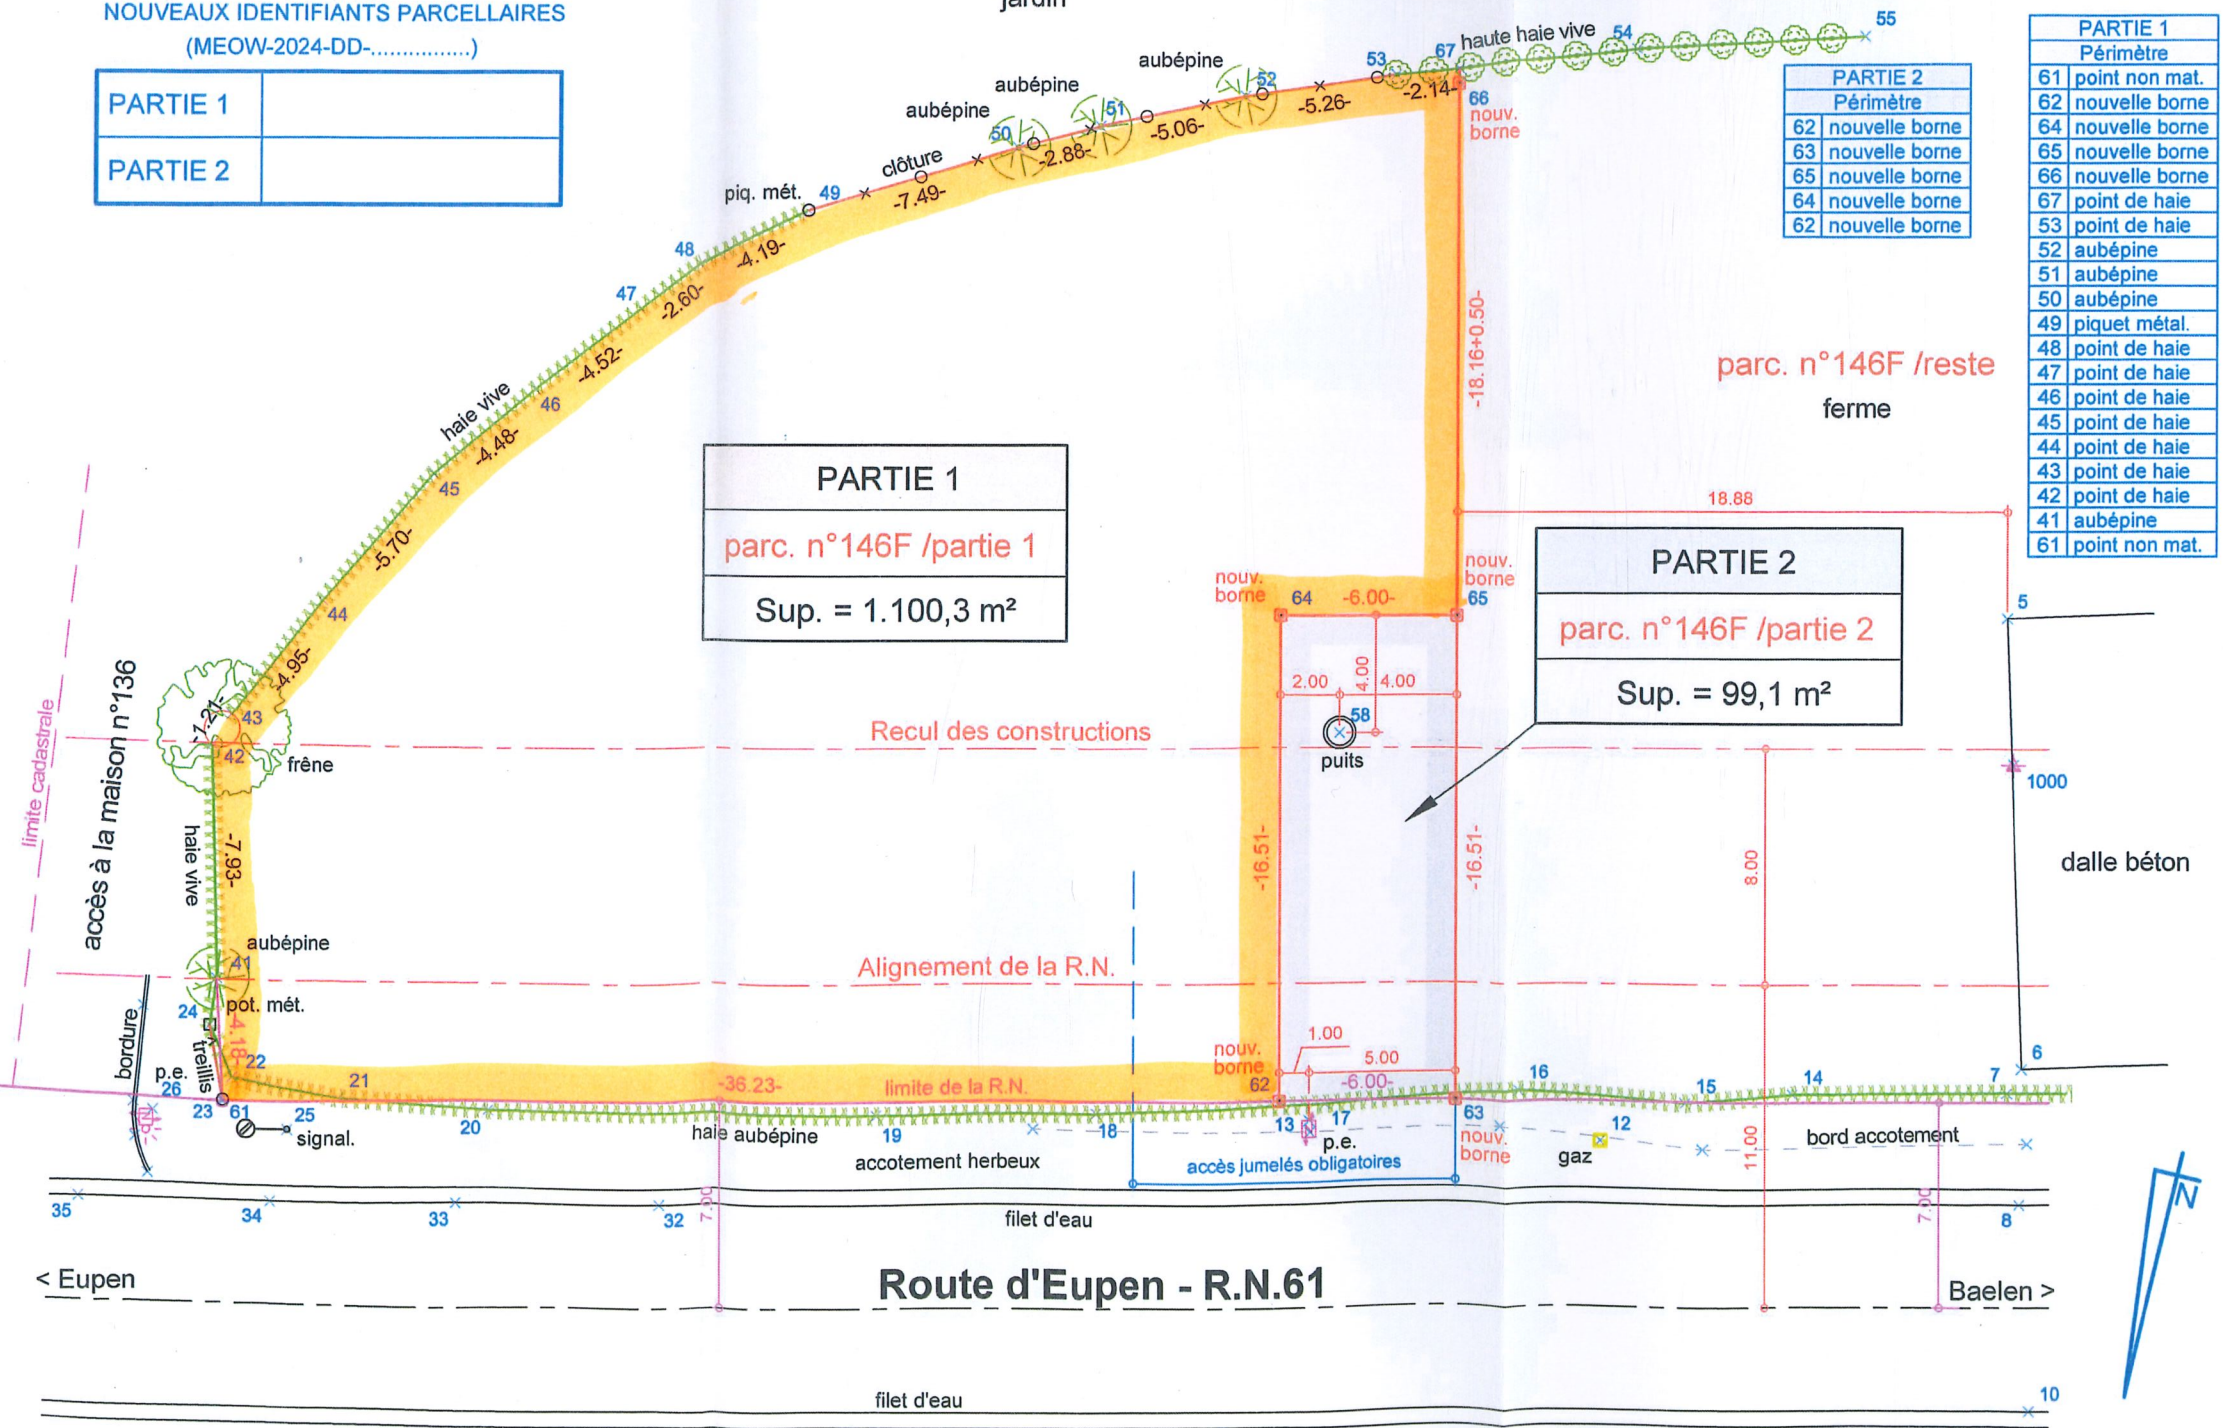 NOUVEAUX IDENTIFIANTS PARCELLAIRES
(MEOW-2024-DD-................)
PARTIE 1
PARTIE 2
jardin
haute haie vive
54
55
67
53
52
aubépine
aubépine
51
aubépine
50
clôture
piq. mét.
49
48
47
haie vive
46
45
44
43
42
-2.14-
-5.26-
-5.06-
-2.88-
-7.49-
-4.19-
-2.60-
-4.52-
-4.48-
-5.70-
-4.95-
-1.21-
66
nouv.
borne
PARTIE 2
Périmètre
62 nouvelle borne
63 nouvelle borne
65 nouvelle borne
64 nouvelle borne
62 nouvelle borne
PARTIE 1
Périmètre
61 point non mat.
62 nouvelle borne
64 nouvelle borne
65 nouvelle borne
66 nouvelle borne
67 point de haie
53 point de haie
52 aubépine
51 aubépine
50 aubépine
49 piquet métal.
48 point de haie
47 point de haie
46 point de haie
45 point de haie
44 point de haie
43 point de haie
42 point de haie
41 aubépine
61 point non mat.
-18.16+0.50-
parc. n°146F /reste
ferme
18.88
PARTIE 1
parc. n°146F /partie 1
Sup. = 1.100,3 m²
PARTIE 2
parc. n°146F /partie 2
Sup. = 99,1 m²
nouv.
borne
64
-6.00-
nouv.
borne
65
5
2.00
4.00
4.00
58
puits
Recul des constructions
frêne
limite cadastrale
accès à la maison n°136
haie vive
-7.93-
1000
dalle béton
8.00
-16.51-
-16.51-
aubépine
41
Alignement de la R.N.
24
pot. mét.
-4.18-
treillis
bordure
p.e.
26
22
21
23
61
25
signal.
20
-36.23-
limite de la R.N.
haie aubépine
19
18
accotement herbeux
nouv.
borne
62
1.00
5.00
-6.00-
13
17
p.e.
63
nouv.
borne
accès jumelés obligatoires
16
15
14
12
gaz
7
6
bord accotement
11.00
7.00
7.00
35
34
33
32
filet d'eau
8
< Eupen
Route d'Eupen - R.N.61
Baelen >
N
filet d'eau
10